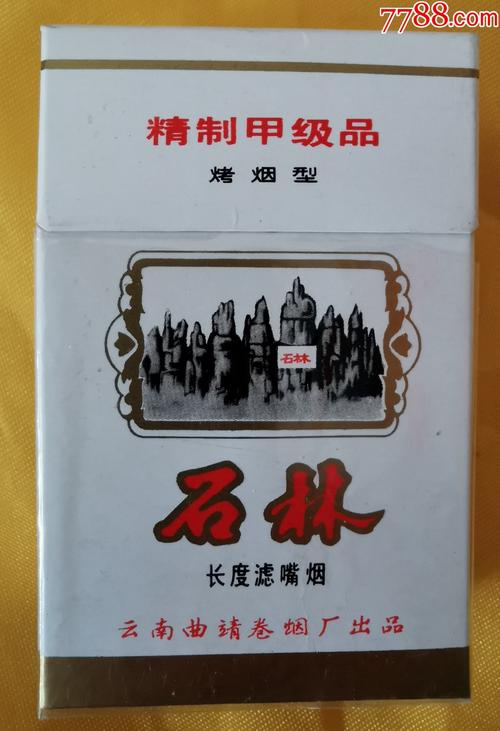 7788.com
精制甲级品
烤烟型
石林
石林
长度滤嘴烟
云南曲靖卷烟厂出品